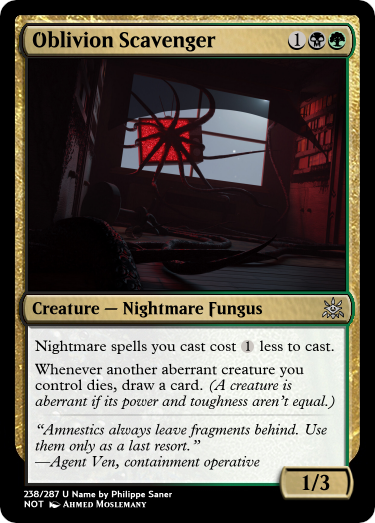 Oblivion Scavenger 1
Creature — Nightmare Fungus
Nightmare spells you cast cost 1 less to cast.
Whenever another aberrant creature you
control dies, draw a card. (A creature is
aberrant if its power and toughness aren't equal.)
“Amnestics always leave fragments behind. Use
them only as a last resort.”
—Agent Ven, containment operative
1/3
238/287 U Name by Philippe Saner
NOT Ahmed Moslemany